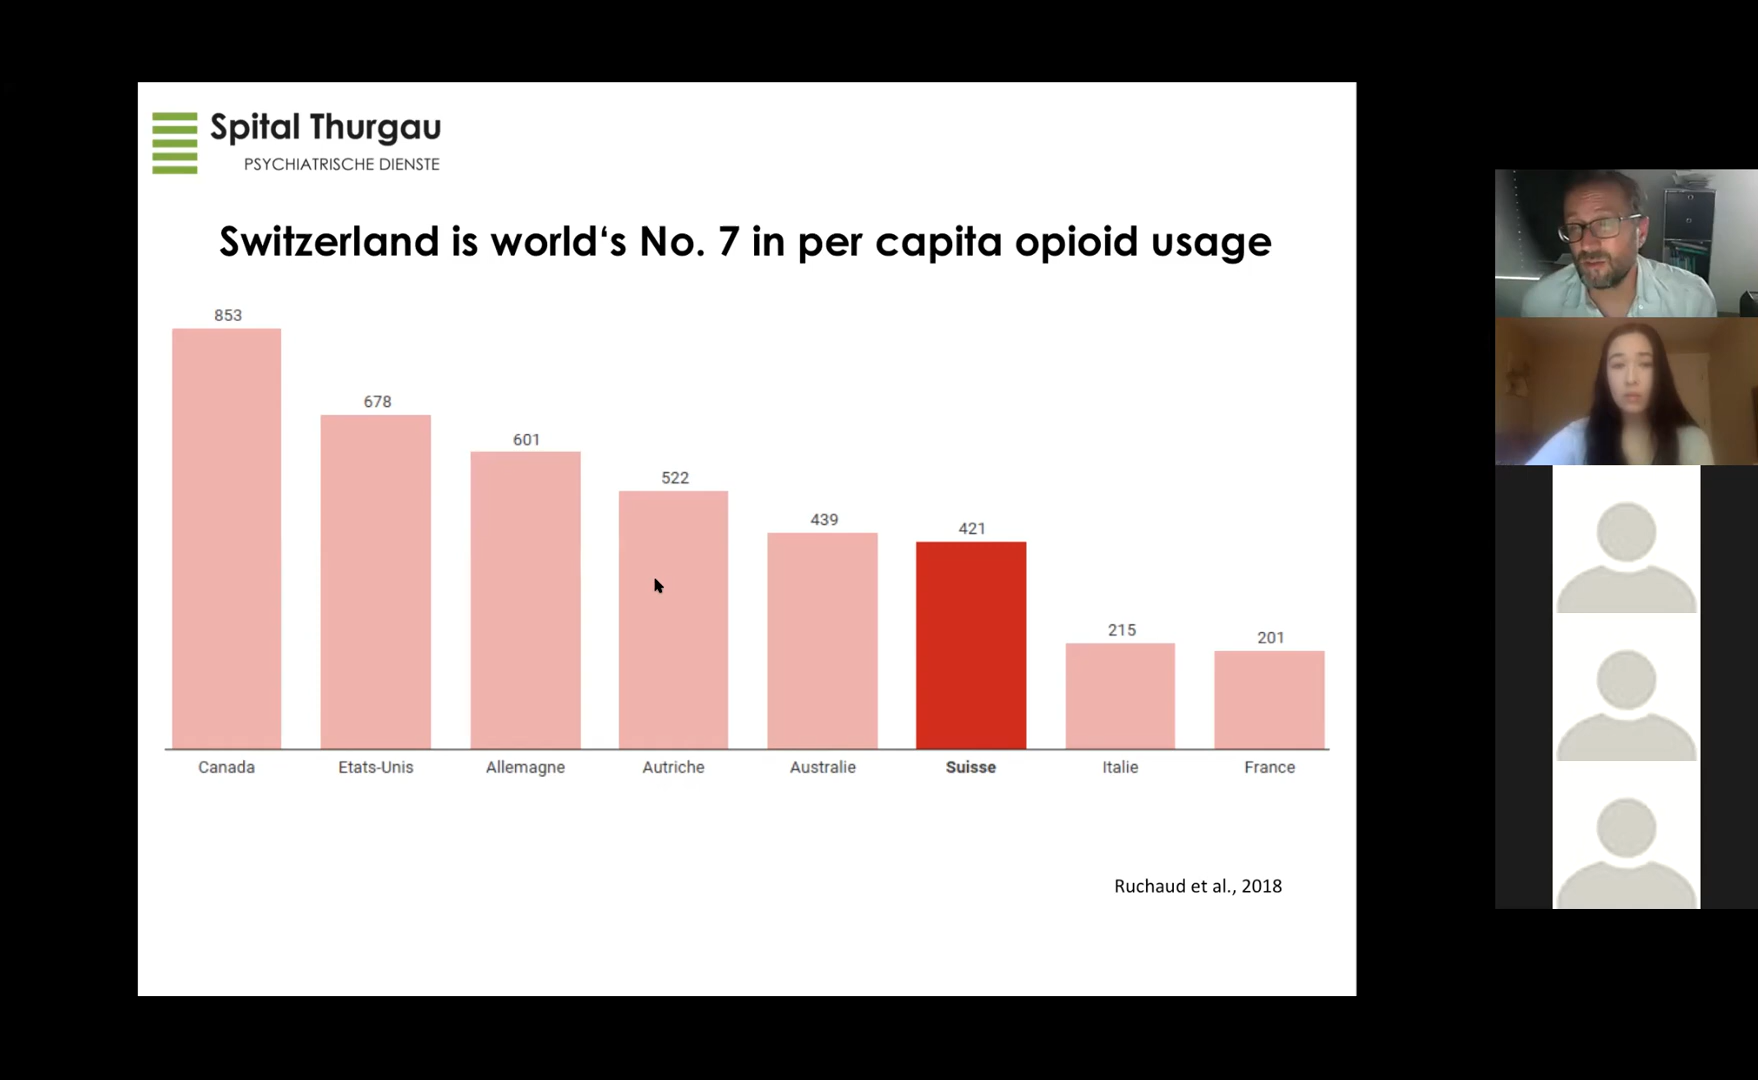 Spital Thurgau
PSYCHIATRISCHE DIENSTE
Switzerland is world‘s No. 7 in per capita opioid usage
853
678
601
522
439
421
215
201
Canada
Etats-Unis
Allemagne
Autriche
Australie
Suisse
Italie
France
Ruchaud et al., 2018